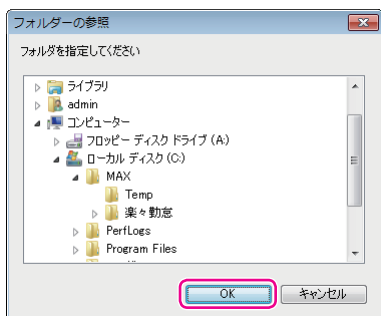 フォルダーの参照
フォルダを指定してください
ライブラリ
admin
コンピューター
フロッピー ディスク ドライブ (A:)
ローカル ディスク (C:)
MAX
Temp
楽々勤怠
PerfLogs
Program Files
OK
キャンセル